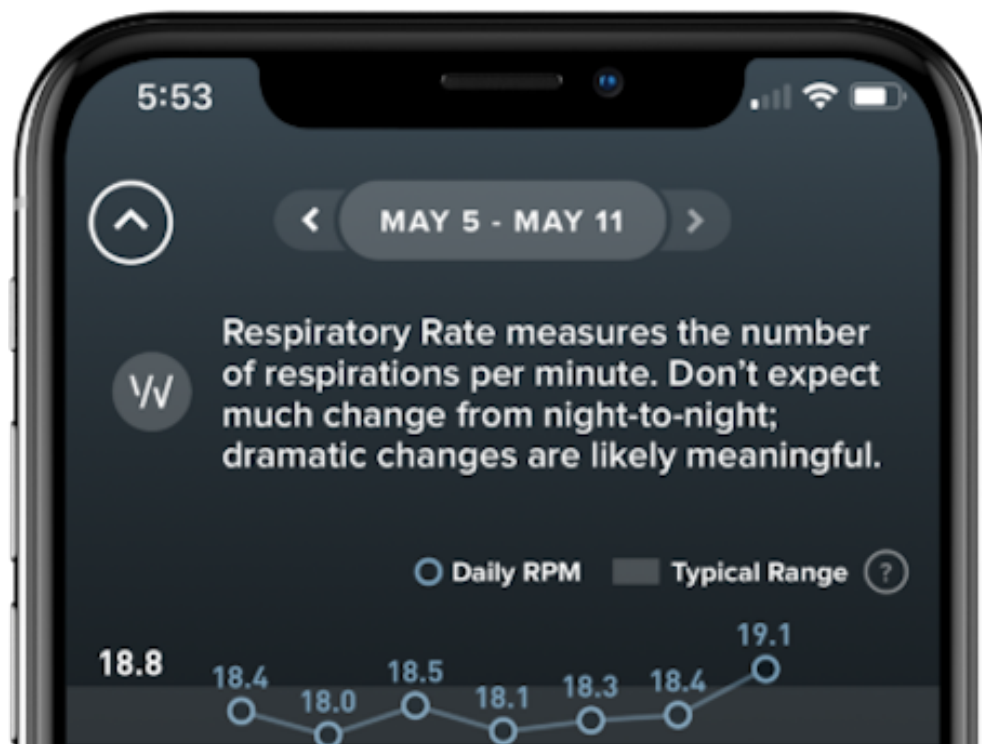 5:53
MAY 5 - MAY 11
Respiratory Rate measures the number
of respirations per minute. Don't expect
much change from night-to-night;
dramatic changes are likely meaningful.
Daily RPM Typical Range ?
19.1
18.8 18.4 18.0 18.5 18.1 18.3 18.4